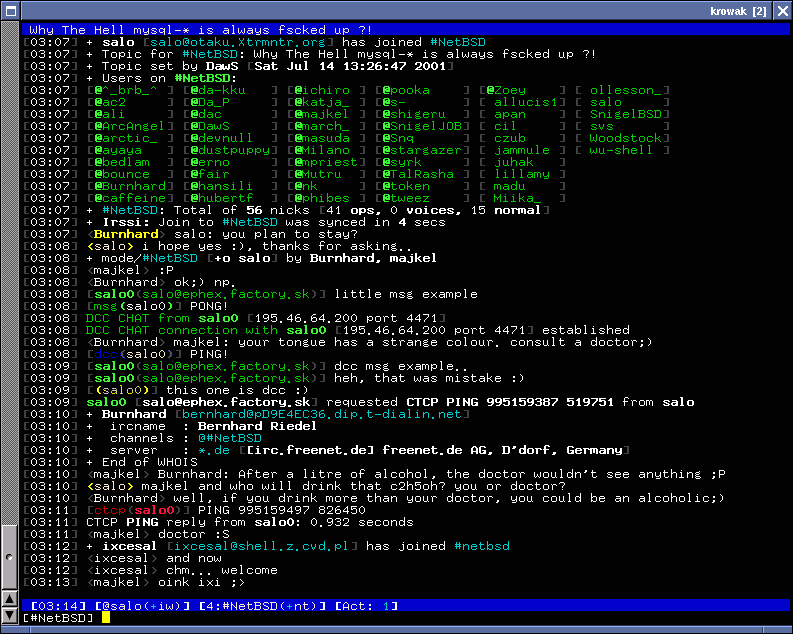 krowak [2]
Why The Hell mysql-* is always fscked up ?!
[03:07] + salo [salo@otaku.Xtrmntr.org] has joined #NetBSD
[03:07] + Topic for #NetBSD: Why The Hell mysql-* is always fscked up ?!
[03:07] + Topic set by DawS [Sat Jul 14 13:26:47 2001]
[03:07] + Users on #NetBSD:
[03:07] [@^_brb_^ ] [@da-kku   ] [@ichiro ] [@pooka    ] [@Zoey    ] [ ollesson_]
[03:07] [@ac2     ] [@Da_P     ] [@katja_ ] [@s-       ] [ allucis1] [ salo     ]
[03:07] [@ali     ] [@dac      ] [@majkel ] [@shigeru  ] [ apan    ] [ SnigelBSD]
[03:07] [@ArcAngel] [@DawS     ] [@march_ ] [@SnigelJOB] [ cil     ] [ svs      ]
[03:07] [@arctic_ ] [@devnull  ] [@masuda ] [@Snq      ] [ czub    ] [ Woodstock]
[03:07] [@ayaya   ] [@dustpuppy] [@Milano ] [@stargazer] [ jammule ] [ wu-shell ]
[03:07] [@bedlam  ] [@erno     ] [@mpriest] [@syrk     ] [ juhak   ]
[03:07] [@bounce  ] [@fair     ] [@Mutru  ] [@TalRasha ] [ lillamy ]
[03:07] [@Burnhard] [@hansili  ] [@nk     ] [@token    ] [ madu    ]
[03:07] [@caffeine] [@hubertf  ] [@phibes ] [@tweez    ] [ Miika_  ]
[03:07] + #NetBSD: Total of 56 nicks [41 ops, 0 voices, 15 normal]
[03:07] + Irssi: Join to #NetBSD was synced in 4 secs
[03:07] <Burnhard> salo: you plan to stay?
[03:08] <salo> i hope yes :), thanks for asking..
[03:08] + mode/#NetBSD [+o salo] by Burnhard, majkel
[03:08] <majkel> :P
[03:08] <Burnhard> ok;) np.
[03:08] [salo0(salo@ephex.factory.sk)] little msg example
[03:08] [msg(salo0)] PONG!
[03:08] DCC CHAT from salo0 [195.46.64.200 port 4471]
[03:08] DCC CHAT connection with salo0 [195.46.64.200 port 4471] established
[03:08] <Burnhard> majkel: your tongue has a strange colour. consult a doctor;)
[03:08] [dcc(salo0)] PING!
[03:09] [salo0(salo@ephex.factory.sk)] dcc msg example..
[03:09] [salo0(salo@ephex.factory.sk)] heh, that was mistake :)
[03:09] [(salo0)] this one is dcc :)
[03:09] salo0 [salo@ephex.factory.sk] requested CTCP PING 995159387 519751 from salo
[03:10] + Burnhard [bernhard@pD9E4EC36.dip.t-dialin.net]
[03:10] +  ircname  : Bernhard Riedel
[03:10] +  channels : @#NetBSD
[03:10] +  server   : *.de [[irc.freenet.de] freenet.de AG, D'dorf, Germany]
[03:10] + End of WHOIS
[03:10] <majkel> Burnhard: After a litre of alcohol, the doctor wouldn't see anything ;P
[03:10] <salo> majkel and who will drink that c2h5oh? you or doctor?
[03:10] <Burnhard> well, if you drink more than your doctor, you could be an alcoholic;)
[03:11] [ctcp(salo0)] PING 995159497 826450
[03:11] CTCP PING reply from salo0: 0.932 seconds
[03:11] <majkel> doctor :S
[03:12] + ixcesal [ixcesal@shell.z.cvd.pl] has joined #netbsd
[03:12] <ixcesal> and now
[03:12] <ixcesal> chm... welcome
[03:13] <majkel> oink ixi ;>
[03:14] [@salo(+iw)] [4:#NetBSD(+nt)] [Act: 1]
[#NetBSD]